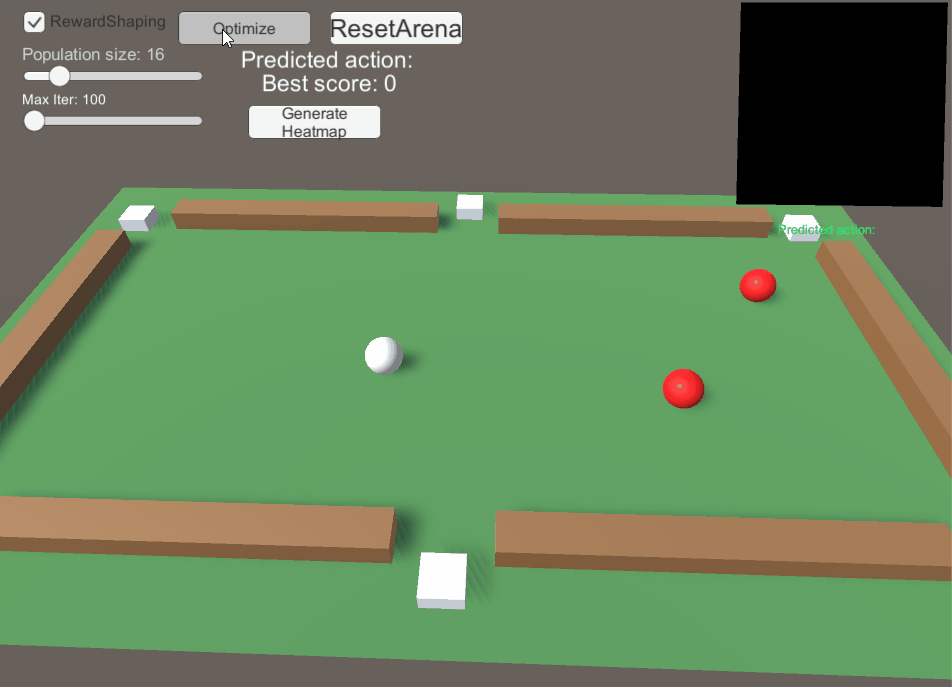 RewardShaping
Optimize
ResetArena
Population size: 16
Predicted action:
Best score: 0
Max Iter: 100
Generate
Heatmap
Predicted action: